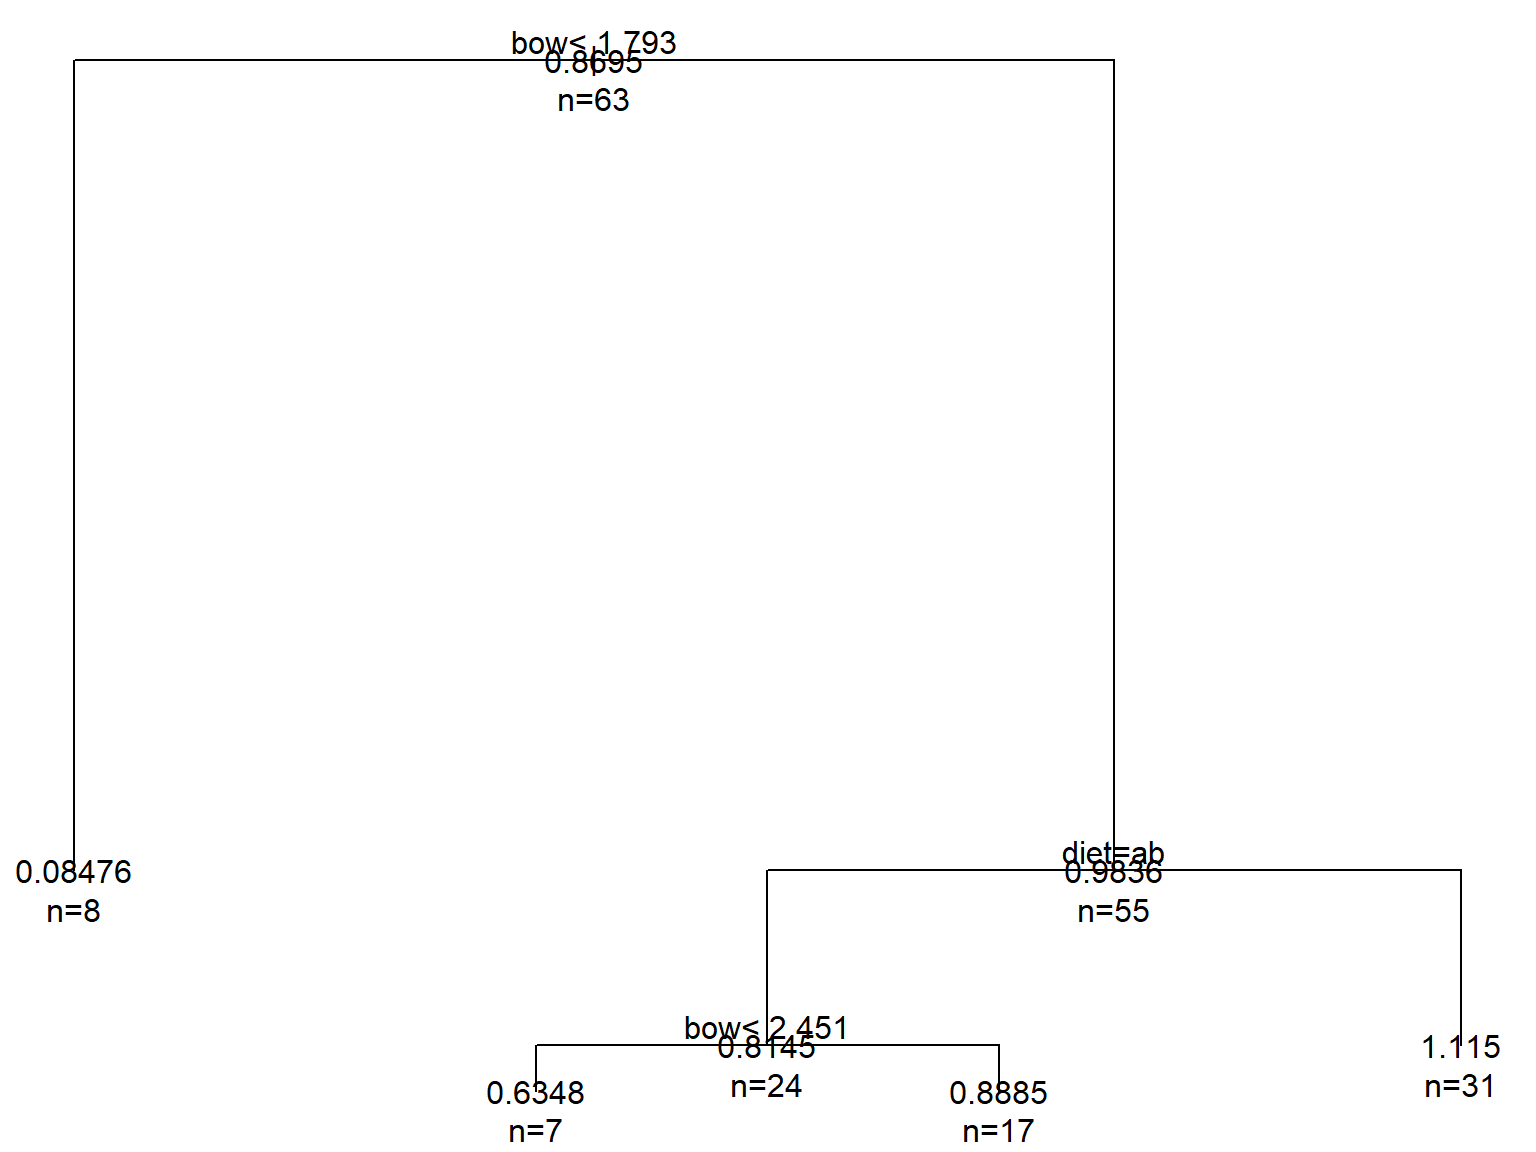 bow< 1.793
0.8695
n=63
0.08476
n=8
diet=ab
0.9836
n=55
bow< 2.451
0.8145
n=24
1.115
n=31
0.6348
n=7
0.8885
n=17